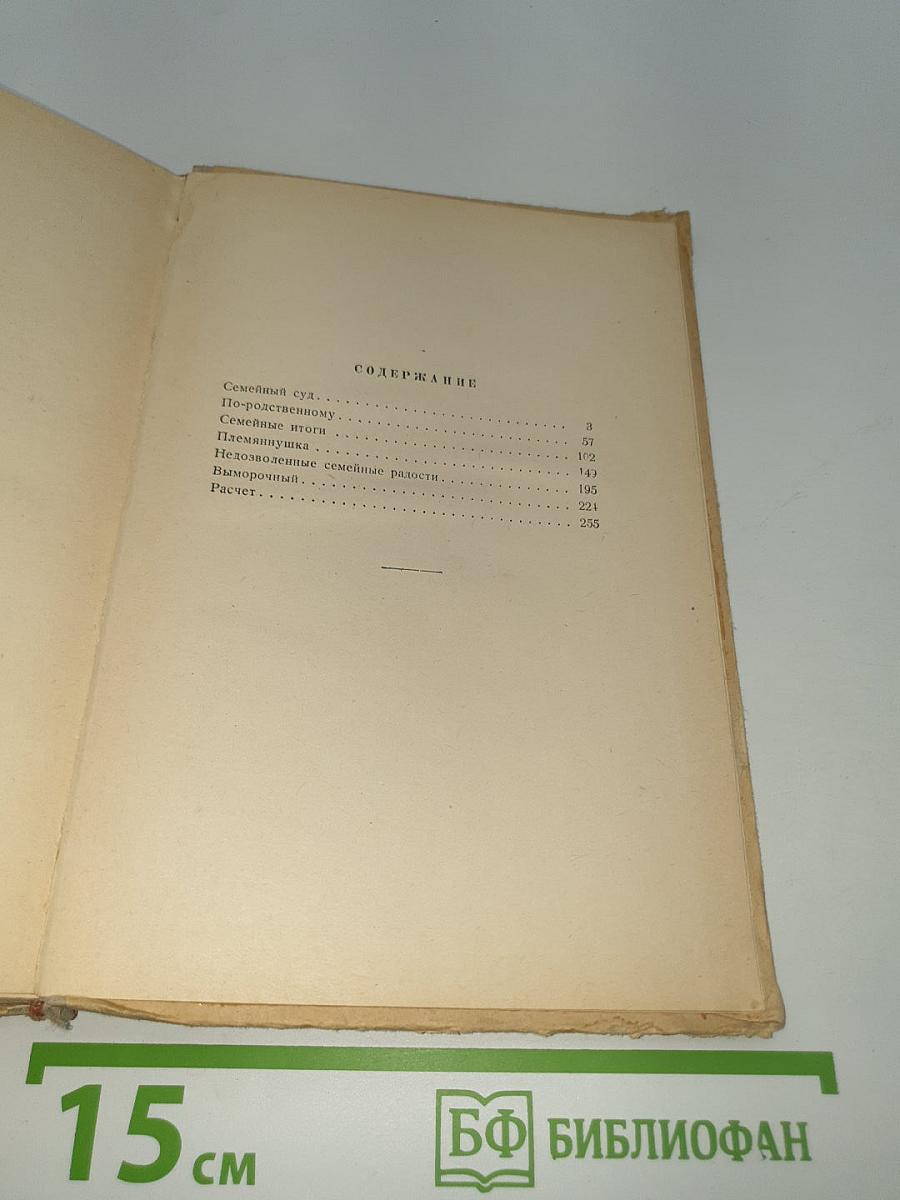 СОДЕРЖАНИЕ
Семейный суд. . . . . . . . . . . . . . . . . . . . . . . . . 3
По-родственному . . . . . . . . . . . . . . . . . . . . . . . 57
Семейные итоги . . . . . . . . . . . . . . . . . . . . . . . 102
Племяннушка . . . . . . . . . . . . . . . . . . . . . . . . . 149
Недозволенные семейные радости . . . . . . . . . . . . 195
Выморочный . . . . . . . . . . . . . . . . . . . . . . . . . . 224
Расчет . . . . . . . . . . . . . . . . . . . . . . . . . . . . . 255
15 см
БФ БИБЛИОФАН